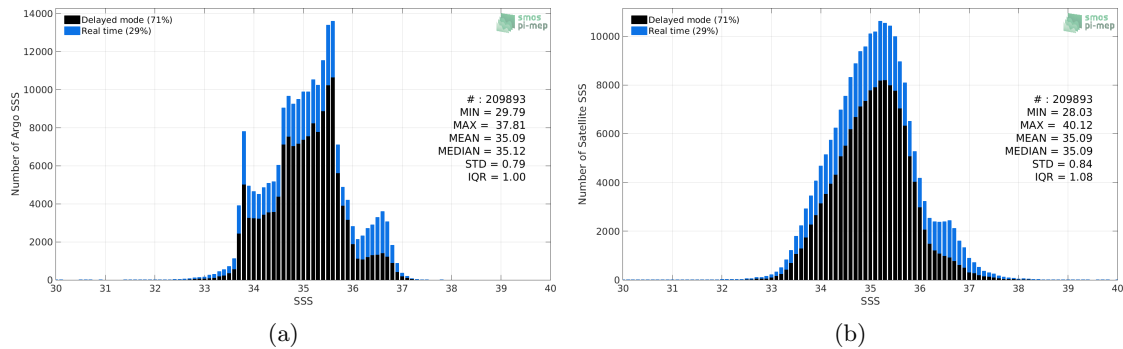 Delayed mode (71%)
Real time (29%)
smos
pi-mep
# : 209893
MIN = 29.79
MAX = 37.81
MEAN = 35.09
MEDIAN = 35.12
STD = 0.79
IQR = 1.00
Number of Argo SSS
14000
12000
10000
8000
6000
4000
2000
0
30 31 32 33 34 35 36 37 38 39 40
SSS
(a)
Delayed mode (71%)
Real time (29%)
smos
pi-mep
# : 209893
MIN = 28.03
MAX = 40.12
MEAN = 35.09
MEDIAN = 35.09
STD = 0.84
IQR = 1.08
Number of Satellite SSS
10000
8000
6000
4000
2000
0
30 31 32 33 34 35 36 37 38 39 40
SSS
(b)